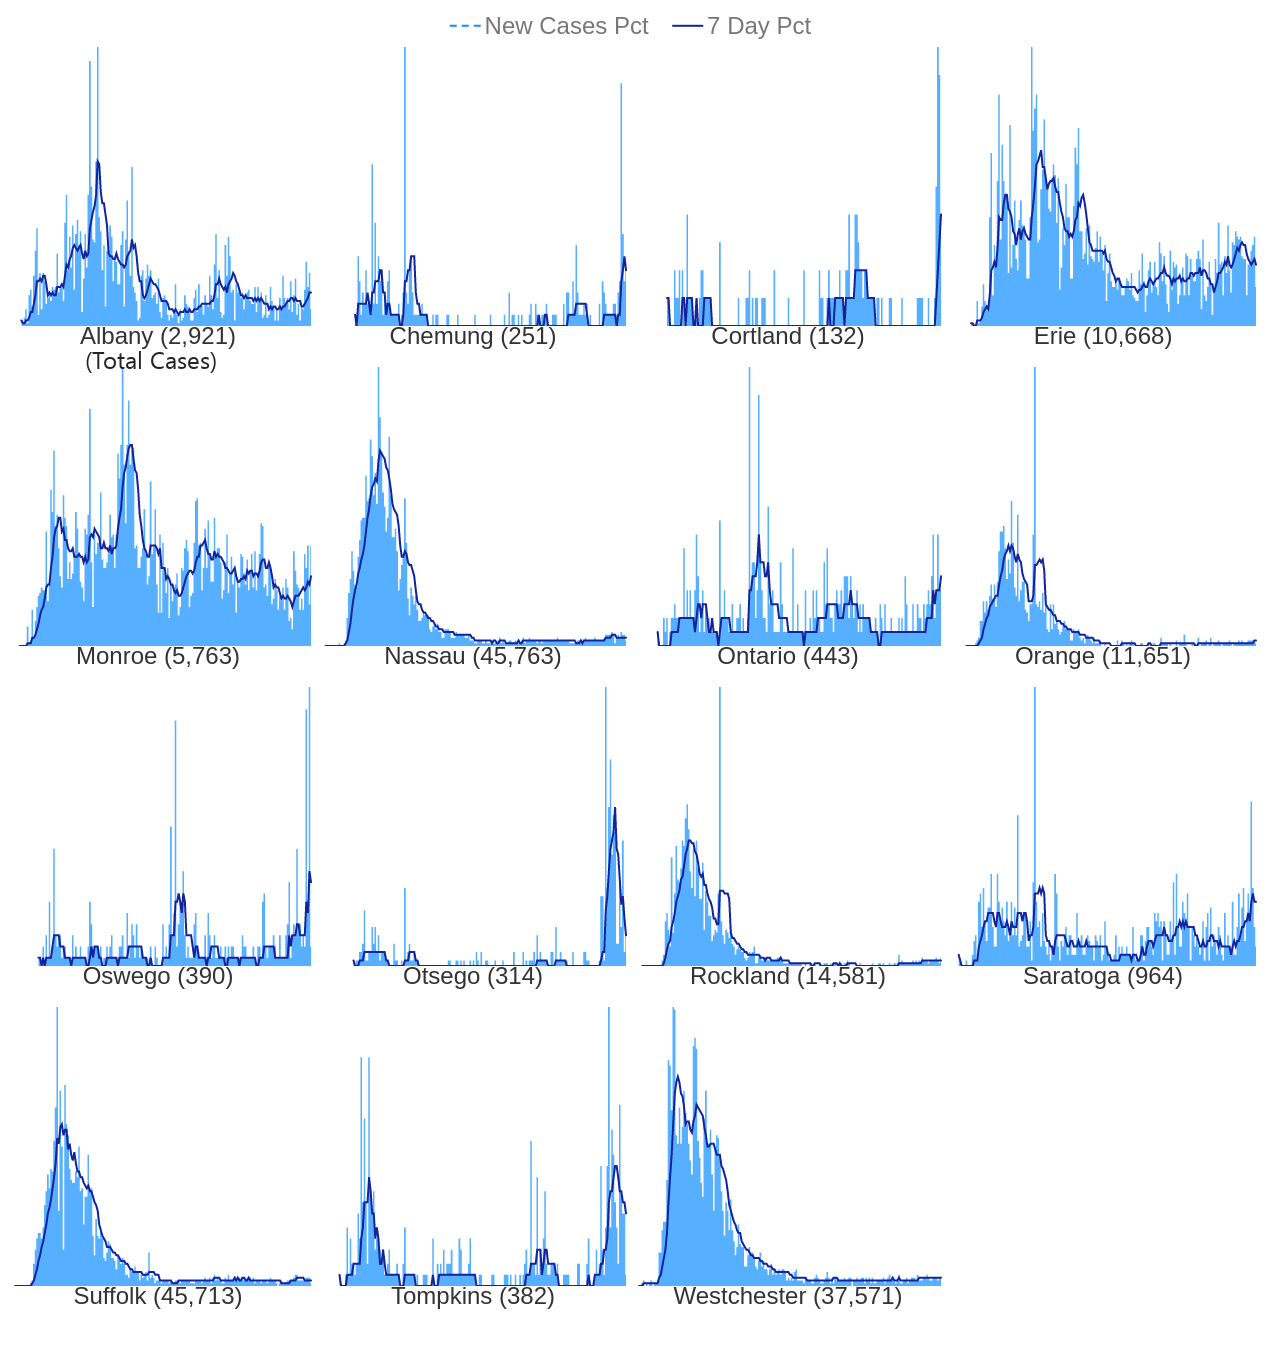 New Cases Pct 7 Day Pct
Albany (2,921) Chemung (251) Cortland (132) Erie (10,668)
(Total Cases)
Monroe (5,763) Nassau (45,763) Ontario (443) Orange (11,651)
Oswego (390) Otsego (314) Rockland (14,581) Saratoga (964)
Suffolk (45,713) Tompkins (382) Westchester (37,571)